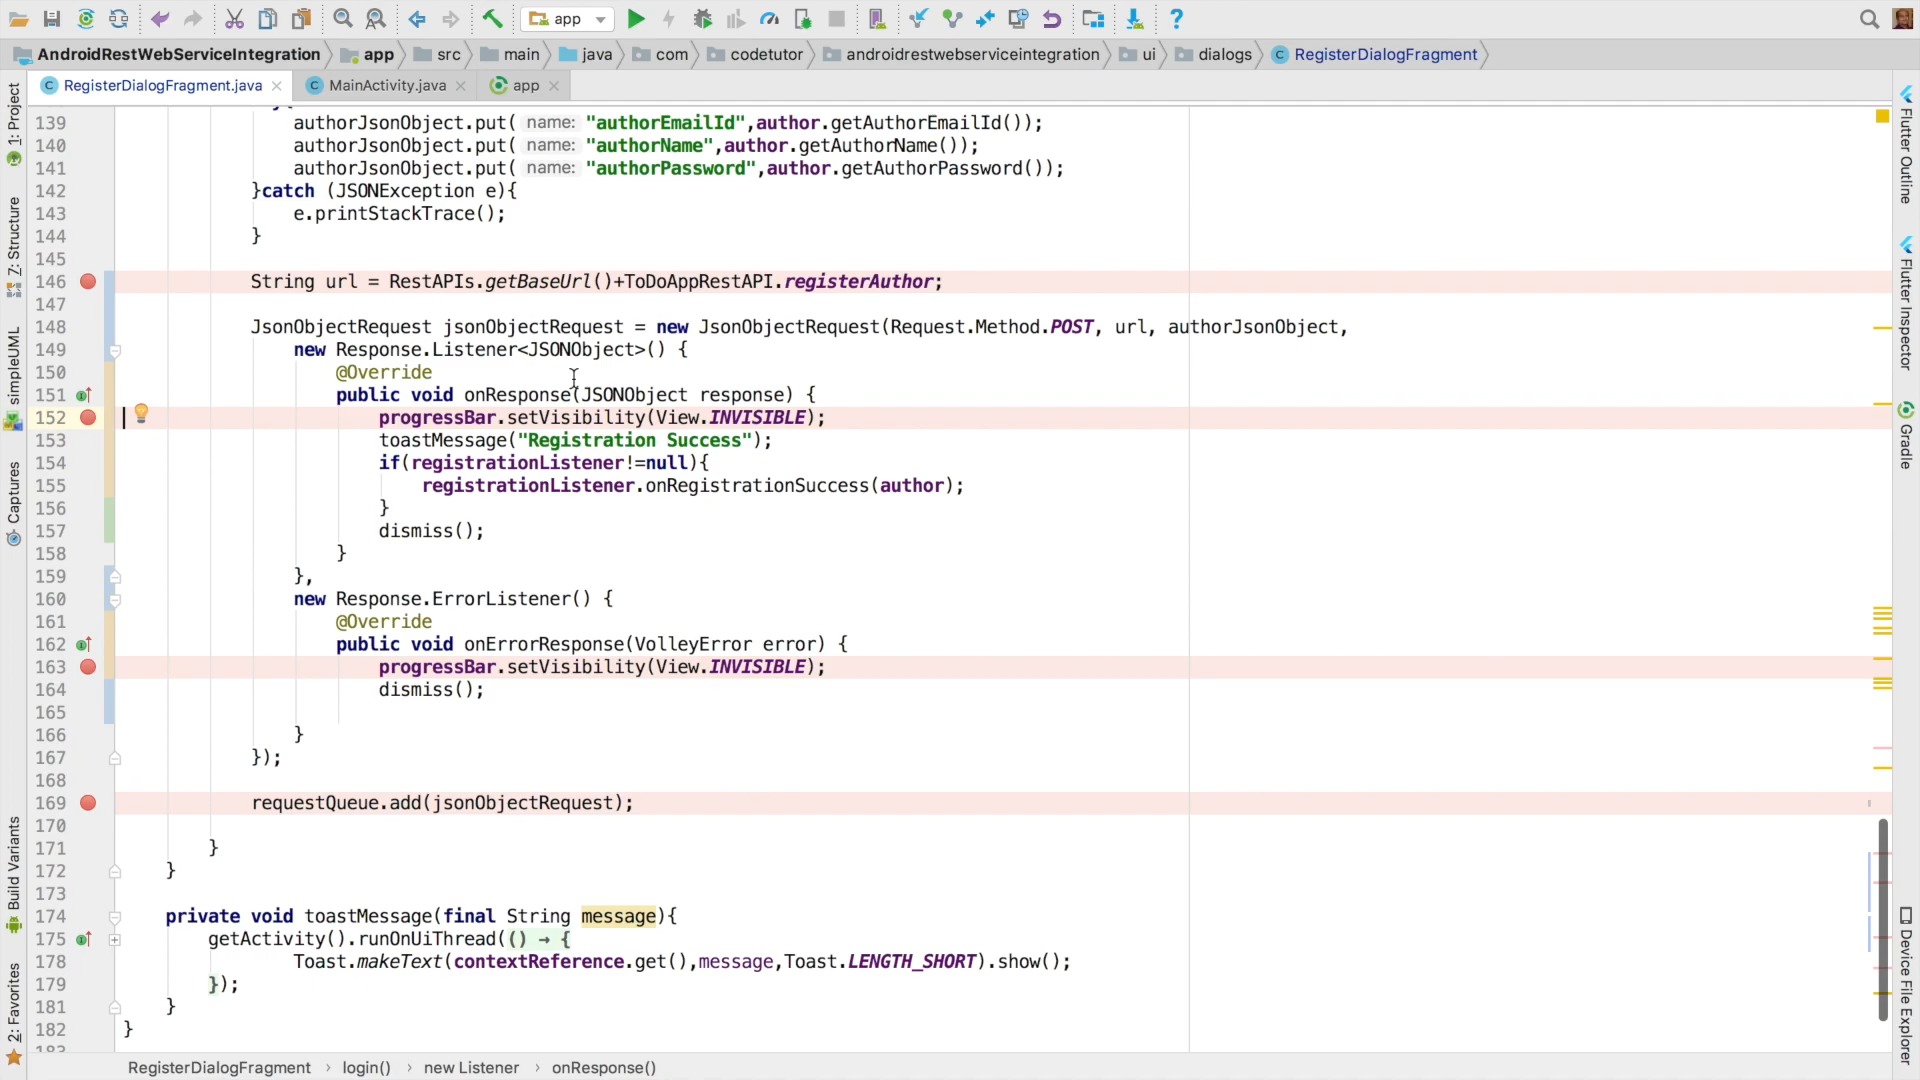 app
AndroidRestWebServiceIntegration app src main java com codetutor androidrestwebserviceintegration ui dialogs RegisterDialogFragment
RegisterDialogFragment.java MainActivity.java app
139 authorJsonObject.put( name: "authorEmailId",author.getAuthorEmailId());
140 authorJsonObject.put( name: "authorName",author.getAuthorName());
141 authorJsonObject.put( name: "authorPassword",author.getAuthorPassword());
142 }catch (JSONException e){
143 e.printStackTrace();
144 }
145
146 String url = RestAPIs.getBaseUrl()+ToDoAppRestAPI.registerAuthor;
147
148 JsonObjectRequest jsonObjectRequest = new JsonObjectRequest(Request.Method.POST, url, authorJsonObject,
149 new Response.Listener<JSONObject>() {
150 @Override
151 public void onResponse(JSONObject response) {
152 progressBar.setVisibility(View.INVISIBLE);
153 toastMessage("Registration Success");
154 if(registrationListener!=null){
155 registrationListener.onRegistrationSuccess(author);
156 }
157 dismiss();
158 }
159 },
160 new Response.ErrorListener() {
161 @Override
162 public void onErrorResponse(VolleyError error) {
163 progressBar.setVisibility(View.INVISIBLE);
164 dismiss();
165
166 }
167 });
168
169 requestQueue.add(jsonObjectRequest);
170
171 }
172 }
173
174 private void toastMessage(final String message){
175 getActivity().runOnUiThread(() → {
178 Toast.makeText(contextReference.get(),message,Toast.LENGTH_SHORT).show();
179 });
181 }
182 }
RegisterDialogFragment › login() › new Listener › onResponse()
1: Project
Z: Structure
simpleUML
Captures
Build Variants
2: Favorites
Flutter Outline
Flutter Inspector
Gradle
Device File Explorer